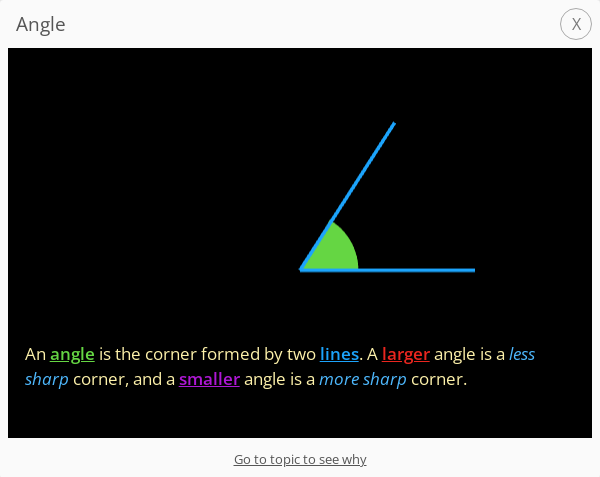 Angle
X
An angle is the corner formed by two lines. A larger angle is a less
sharp corner, and a smaller angle is a more sharp corner.
Go to topic to see why